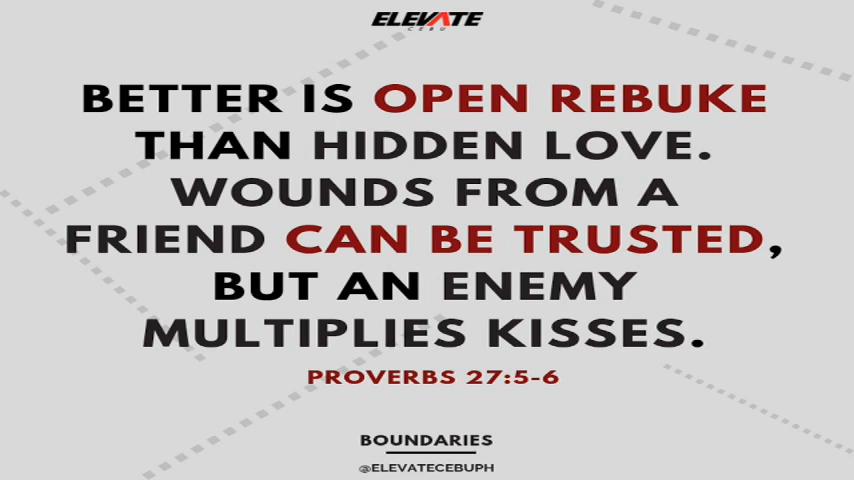 ELEVATE
CEBU
BETTER IS OPEN REBUKE
THAN HIDDEN LOVE.
WOUNDS FROM A
FRIEND CAN BE TRUSTED,
BUT AN ENEMY
MULTIPLIES KISSES.
PROVERBS 27:5-6
BOUNDARIES
@ELEVATECEBUPH